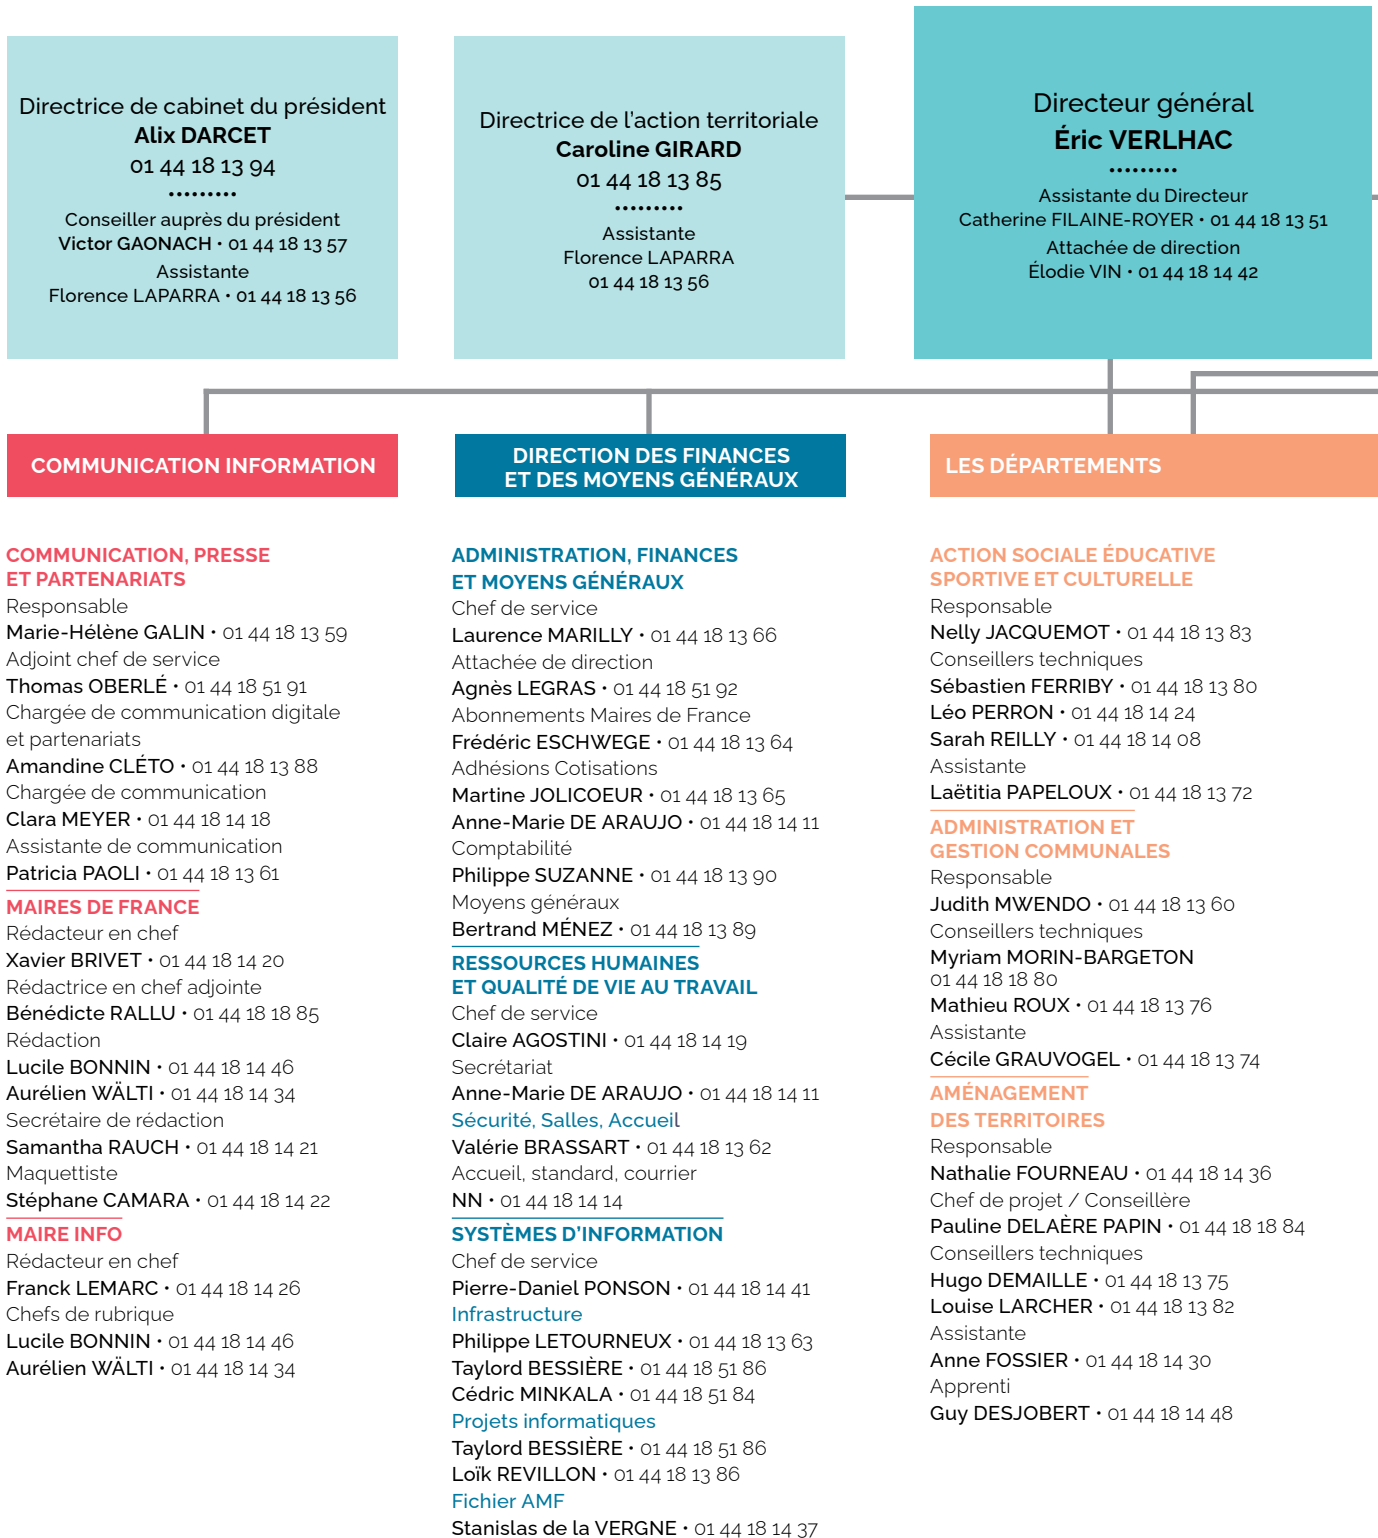 Directrice de cabinet du président
Alix DARCET
01 44 18 13 94
•••••••••
Conseiller auprès du président
Victor GAONACH • 01 44 18 13 57
Assistante
Florence LAPARRA • 01 44 18 13 56
Directrice de l'action territoriale
Caroline GIRARD
01 44 18 13 85
•••••••••
Assistante
Florence LAPARRA
01 44 18 13 56
Directeur général
Éric VERLHAC
•••••••••
Assistante du Directeur
Catherine FILAINE-ROYER • 01 44 18 13 51
Attachée de direction
Élodie VIN • 01 44 18 14 42
COMMUNICATION INFORMATION
COMMUNICATION, PRESSE
ET PARTENARIATS
Responsable
Marie-Hélène GALIN • 01 44 18 13 59
Adjoint chef de service
Thomas OBERLÉ • 01 44 18 51 91
Chargée de communication digitale
et partenariats
Amandine CLÉTO • 01 44 18 13 88
Chargée de communication
Clara MEYER • 01 44 18 14 18
Assistante de communication
Patricia PAOLI • 01 44 18 13 61
MAIRES DE FRANCE
Rédacteur en chef
Xavier BRIVET • 01 44 18 14 20
Rédactrice en chef adjointe
Bénédicte RALLU • 01 44 18 18 85
Rédaction
Lucile BONNIN • 01 44 18 14 46
Aurélien WÄLTI • 01 44 18 14 34
Secrétaire de rédaction
Samantha RAUCH • 01 44 18 14 21
Maquettiste
Stéphane CAMARA • 01 44 18 14 22
MAIRE INFO
Rédacteur en chef
Franck LEMARC • 01 44 18 14 26
Chefs de rubrique
Lucile BONNIN • 01 44 18 14 46
Aurélien WÄLTI • 01 44 18 14 34
DIRECTION DES FINANCES
ET DES MOYENS GÉNÉRAUX
ADMINISTRATION, FINANCES
ET MOYENS GÉNÉRAUX
Chef de service
Laurence MARILLY • 01 44 18 13 66
Attachée de direction
Agnès LEGRAS • 01 44 18 51 92
Abonnements Maires de France
Frédéric ESCHWEGE • 01 44 18 13 64
Adhésions Cotisations
Martine JOLICOEUR • 01 44 18 13 65
Anne-Marie DE ARAUJO • 01 44 18 14 11
Comptabilité
Philippe SUZANNE • 01 44 18 13 90
Moyens généraux
Bertrand MÉNEZ • 01 44 18 13 89
RESSOURCES HUMAINES
ET QUALITÉ DE VIE AU TRAVAIL
Chef de service
Claire AGOSTINI • 01 44 18 14 19
Secrétariat
Anne-Marie DE ARAUJO • 01 44 18 14 11
Sécurité, Salles, Accueil
Valérie BRASSART • 01 44 18 13 62
Accueil, standard, courrier
NN • 01 44 18 14 14
SYSTÈMES D'INFORMATION
Chef de service
Pierre-Daniel PONSON • 01 44 18 14 41
Infrastructure
Philippe LETOURNEUX • 01 44 18 13 63
Taylord BESSIÈRE • 01 44 18 51 86
Cédric MINKALA • 01 44 18 51 84
Projets informatiques
Taylord BESSIÈRE • 01 44 18 51 86
Loïk REVILLON • 01 44 18 13 86
Fichier AMF
Stanislas de la VERGNE • 01 44 18 14 37
LES DÉPARTEMENTS
ACTION SOCIALE ÉDUCATIVE
SPORTIVE ET CULTURELLE
Responsable
Nelly JACQUEMOT • 01 44 18 13 83
Conseillers techniques
Sébastien FERRIBY • 01 44 18 13 80
Léo PERRON • 01 44 18 14 24
Sarah REILLY • 01 44 18 14 08
Assistante
Laëtitia PAPELOUX • 01 44 18 13 72
ADMINISTRATION ET
GESTION COMMUNALES
Responsable
Judith MWENDO • 01 44 18 13 60
Conseillers techniques
Myriam MORIN-BARGETON
01 44 18 18 80
Mathieu ROUX • 01 44 18 13 76
Assistante
Cécile GRAUVOGEL • 01 44 18 13 74
AMÉNAGEMENT
DES TERRITOIRES
Responsable
Nathalie FOURNEAU • 01 44 18 14 36
Chef de projet / Conseillère
Pauline DELAÈRE PAPIN • 01 44 18 18 84
Conseillers techniques
Hugo DEMAILLE • 01 44 18 13 75
Louise LARCHER • 01 44 18 13 82
Assistante
Anne FOSSIER • 01 44 18 14 30
Apprenti
Guy DESJOBERT • 01 44 18 14 48